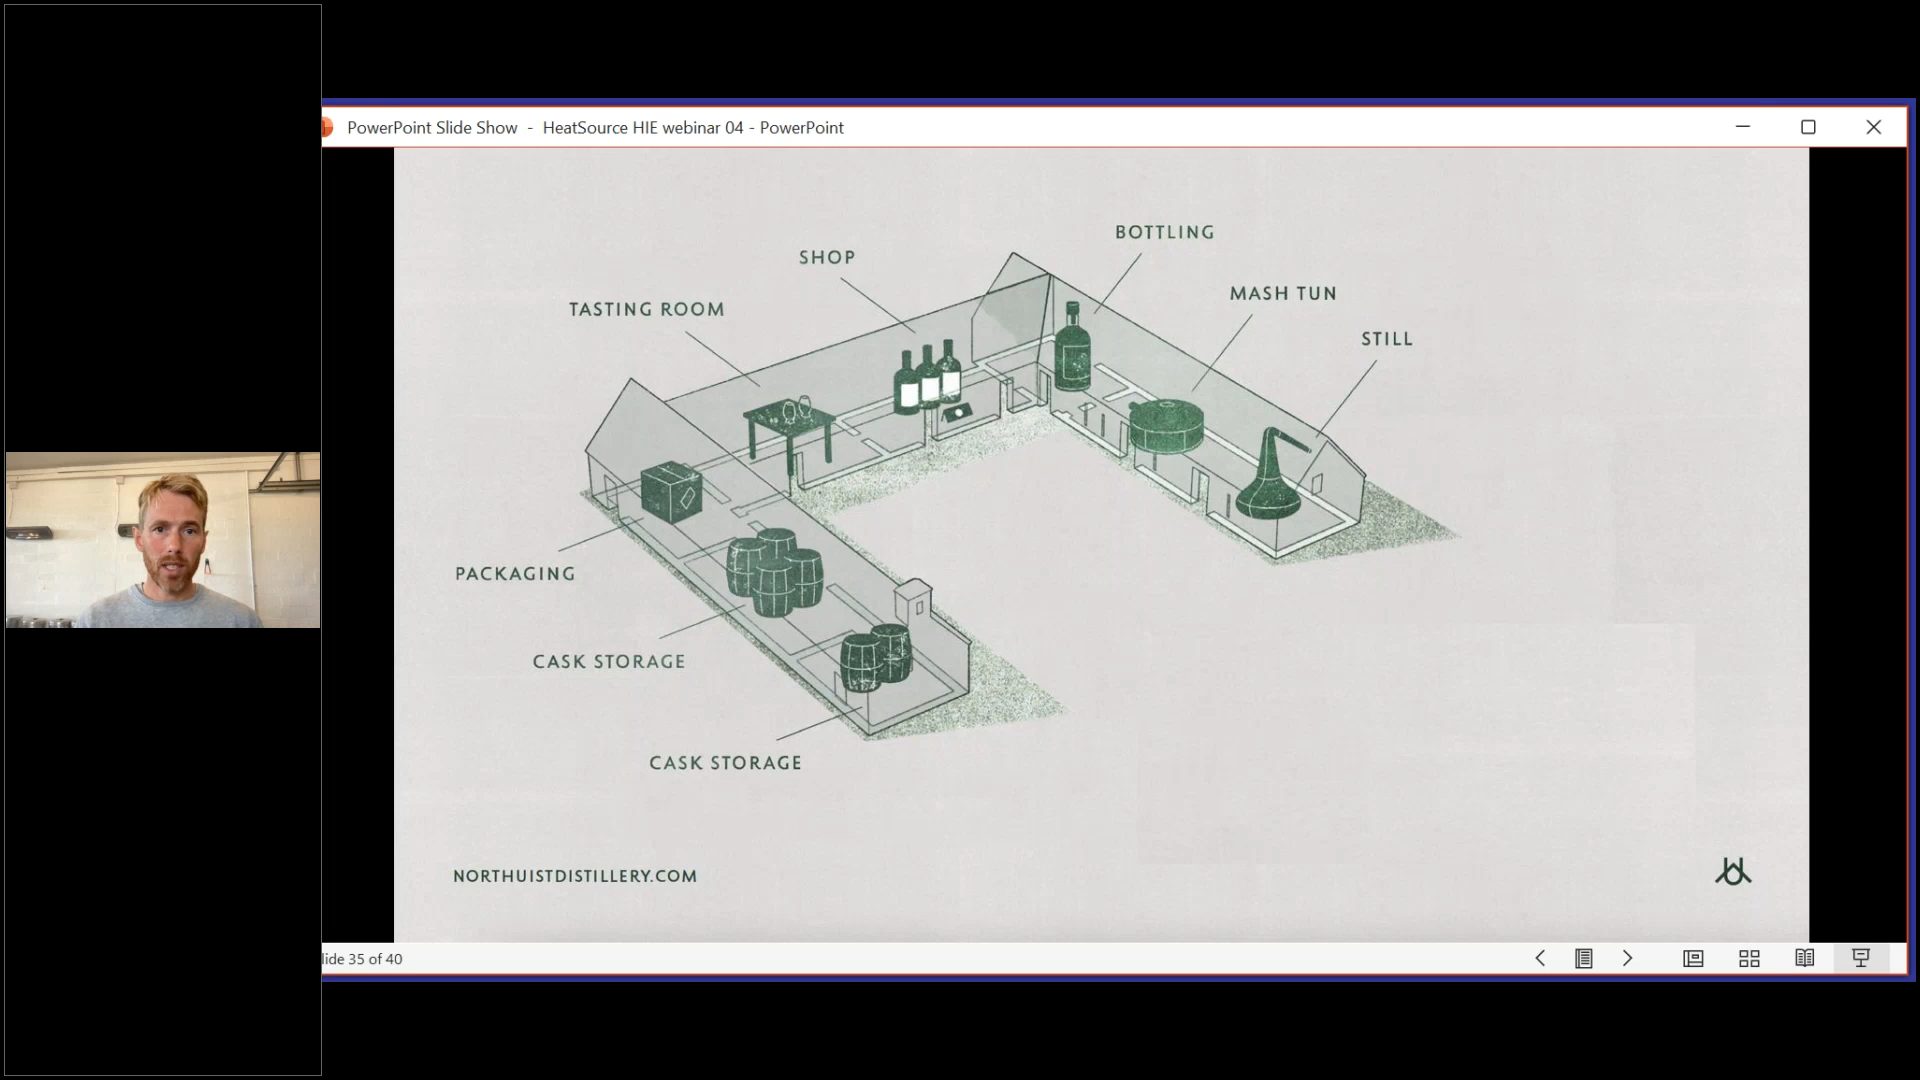 PowerPoint Slide Show - HeatSource HIE webinar 04 - PowerPoint
BOTTLING
SHOP
MASH TUN
TASTING ROOM
STILL
PACKAGING
CASK STORAGE
CASK STORAGE
NORTHUISTDISTILLERY.COM
lide 35 of 40